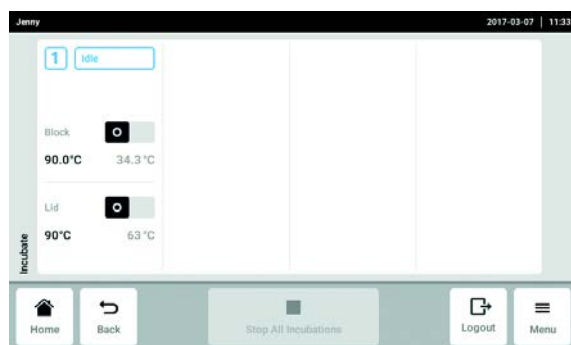 Jenny 2017-03-07 | 11:33
1 Idle
Block
90.0°C 34.3 °C
Lid
90°C 63 °C
Incubate
Home Back Stop All Incubations Logout Menu